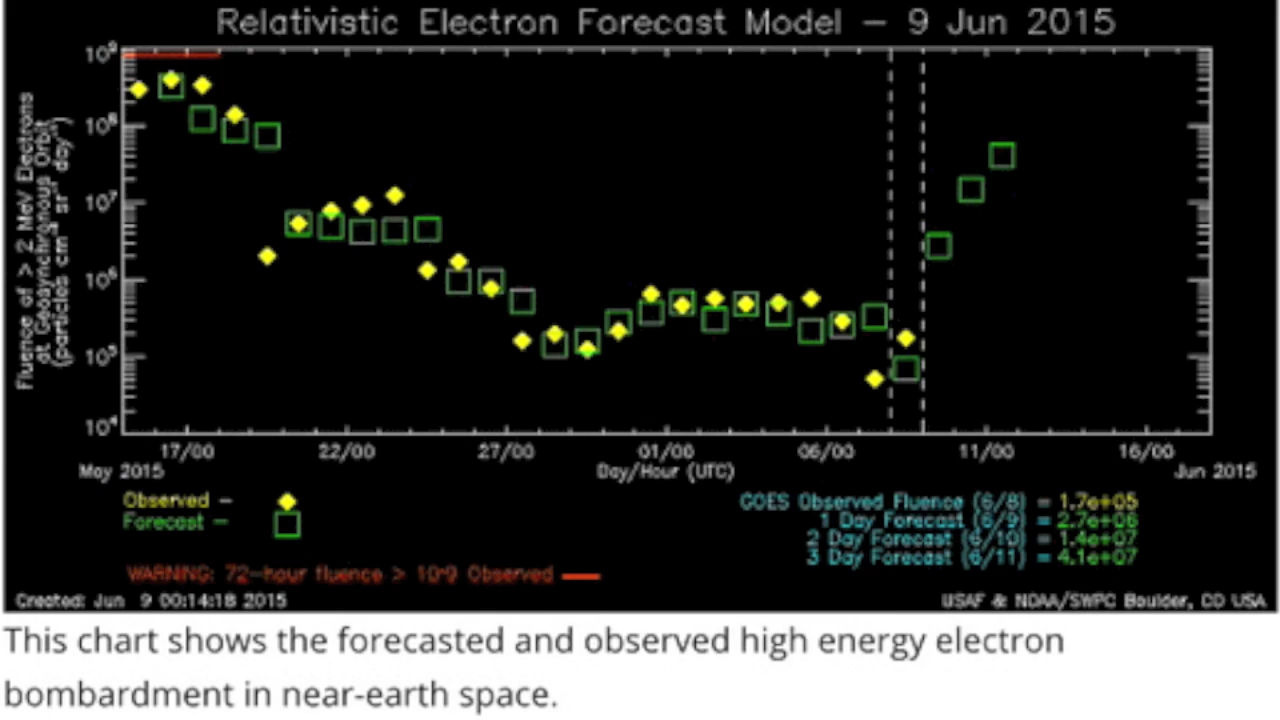 Relativistic Electron Forecast Model – 9 Jun 2015
Fluence of > 2 MeV Electrons
at Geosynchronous Orbit
(particles cm⁻² sr⁻¹ day⁻¹)
10⁹
10⁸
10⁷
10⁶
10⁵
10⁴
17/00 22/00 27/00 01/00 06/00 11/00 16/00
May 2015 Day/Hour (UTC) Jun 2015
Observed –
Forecast –
GOES Observed Fluence (6/8) = 1.7e+05
1 Day Forecast (6/9) = 2.7e+06
2 Day Forecast (6/10) = 1.4e+07
3 Day Forecast (6/11) = 4.1e+07
WARNING: 72-hour fluence > 10^9 Observed
Created: Jun 9 00:14:18 2015
USAF & NOAA/SWPC Boulder, CO USA
This chart shows the forecasted and observed high energy electron
bombardment in near-earth space.